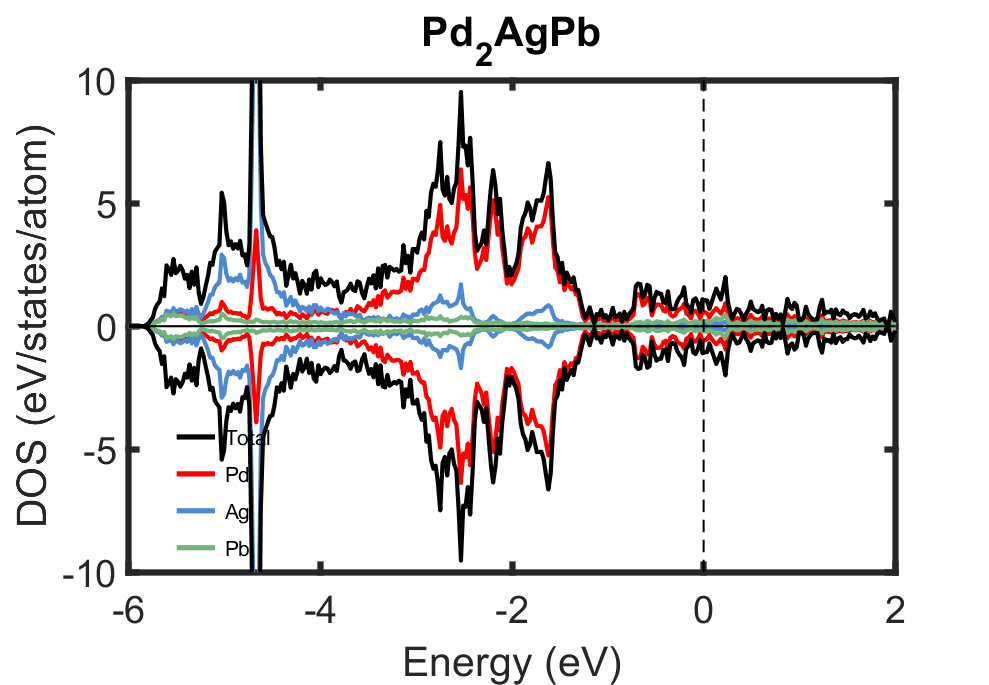 Pd2AgPb
10
5
0
-5
-10
DOS (eV/states/atom)
Total
Pd
Ag
Pb
-6 -4 -2 0 2
Energy (eV)